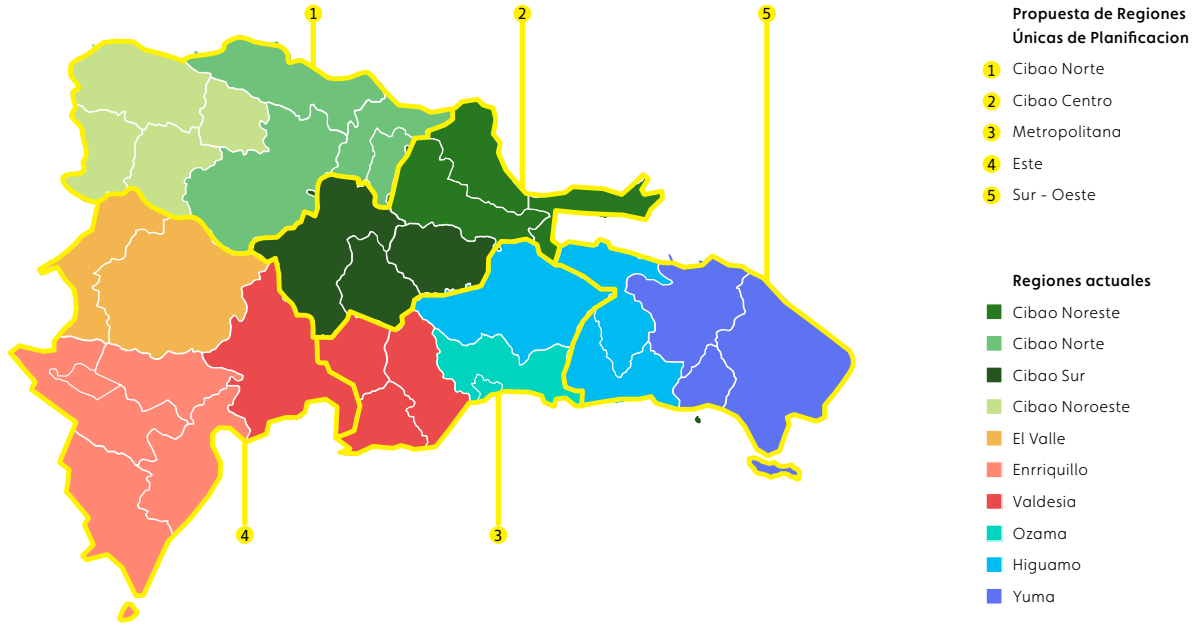 1
2
5
4
3
Propuesta de Regiones
Únicas de Planificacion
1 Cibao Norte
2 Cibao Centro
3 Metropolitana
4 Este
5 Sur - Oeste
Regiones actuales
Cibao Noreste
Cibao Norte
Cibao Sur
Cibao Noroeste
El Valle
Enrriquillo
Valdesia
Ozama
Higuamo
Yuma